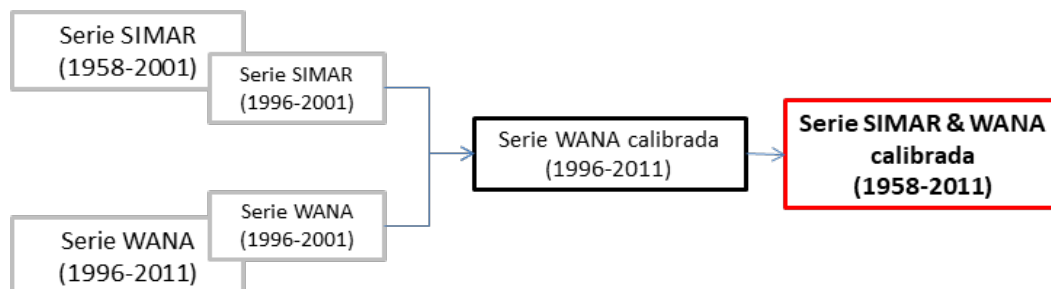 Serie SIMAR
(1958-2001)
Serie SIMAR
(1996-2001)
Serie WANA
(1996-2011)
Serie WANA
(1996-2001)
Serie WANA calibrada
(1996-2011)
Serie SIMAR & WANA
calibrada
(1958-2011)